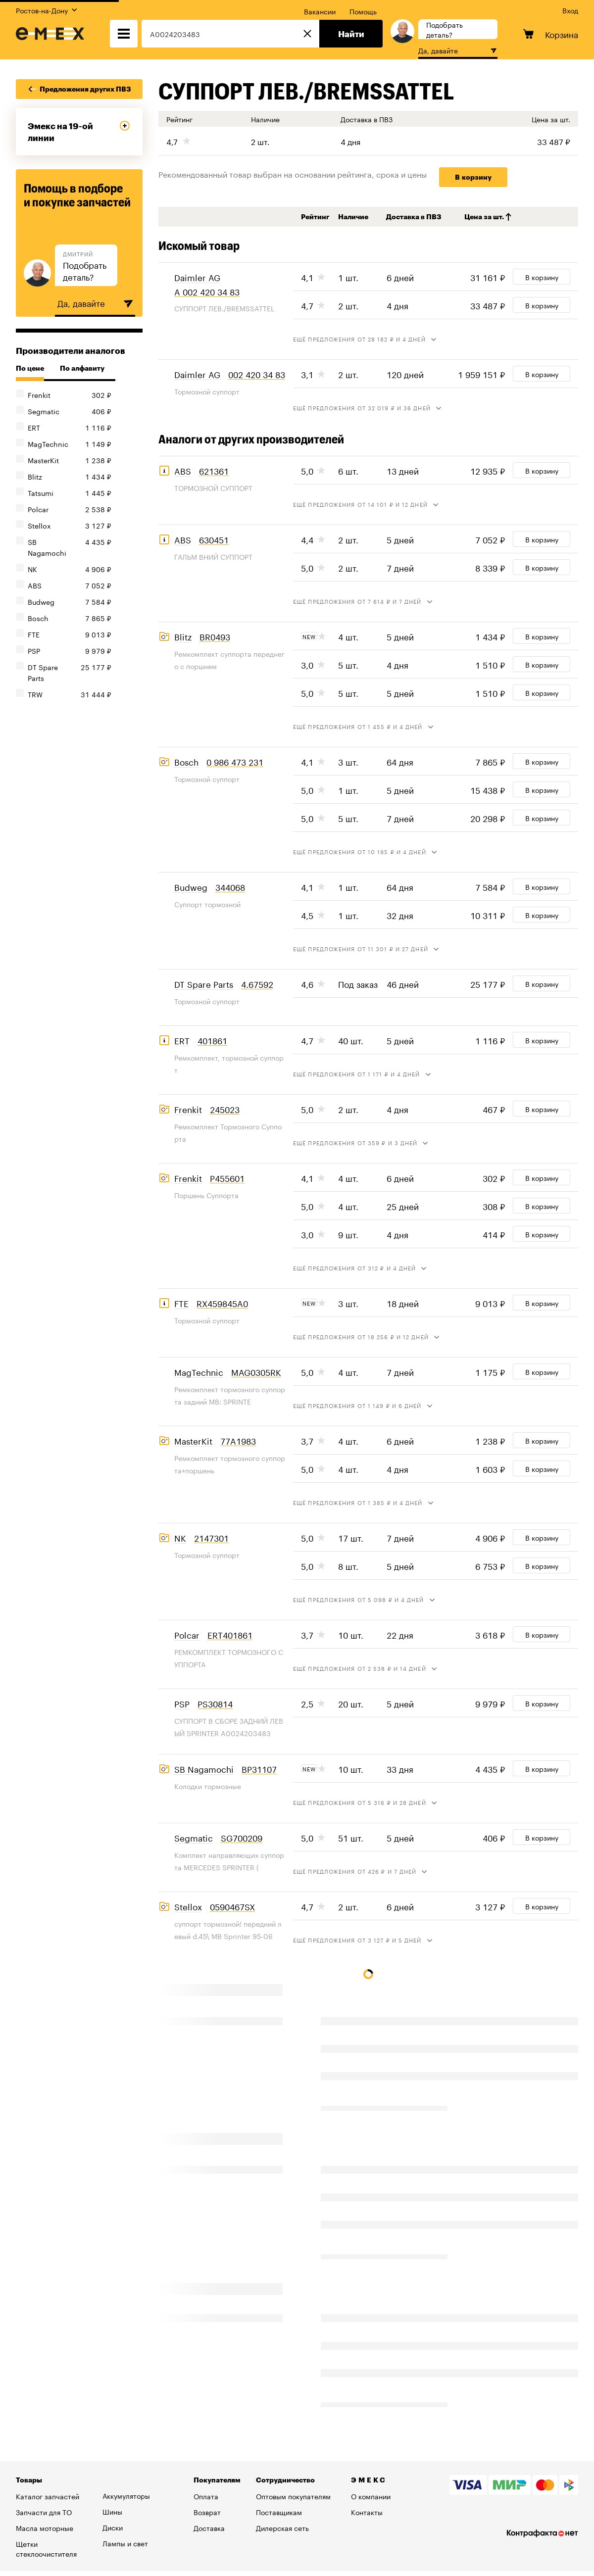 Ростов-на-Дону
Вакансии Помощь
Вход
e-mex
A0024203483
Найти
Подобрать деталь?
Да, давайте
Корзина
Предложения других ПВЗ
Эмекс на 19-ой линии
Помощь в подборе и покупке запчастей
ДМИТРИЙ
Подобрать деталь?
Да, давайте
Производители аналогов
По цене По алфавиту
Frenkit 302 ₽
Segmatic 406 ₽
ERT 1 116 ₽
MagTechnic 1 149 ₽
MasterKit 1 238 ₽
Blitz 1 434 ₽
Tatsumi 1 445 ₽
Polcar 2 538 ₽
Stellox 3 127 ₽
SB Nagamochi 4 435 ₽
NK 4 906 ₽
ABS 7 052 ₽
Budweg 7 584 ₽
Bosch 7 865 ₽
FTE 9 013 ₽
PSP 9 979 ₽
DT Spare Parts 25 177 ₽
TRW 31 444 ₽
СУППОРТ ЛЕВ./BREMSSATTEL
Рейтинг Наличие Доставка в ПВЗ Цена за шт.
4,7 2 шт. 4 дня 33 487 ₽
Рекомендованный товар выбран на основании рейтинга, срока и цены
В корзину
Рейтинг Наличие Доставка в ПВЗ Цена за шт.
Искомый товар
Daimler AG A 002 420 34 83
СУППОРТ ЛЕВ./BREMSSATTEL
4,1 1 шт. 6 дней 31 161 ₽ В корзину
4,7 2 шт. 4 дня 33 487 ₽ В корзину
ЕЩЁ ПРЕДЛОЖЕНИЯ ОТ 28 182 ₽ И 4 ДНЕЙ
Daimler AG 002 420 34 83
Тормозной суппорт
3,1 2 шт. 120 дней 1 959 151 ₽ В корзину
ЕЩЁ ПРЕДЛОЖЕНИЯ ОТ 32 019 ₽ И 36 ДНЕЙ
Аналоги от других производителей
ABS 621361
ТОРМОЗНОЙ СУППОРТ
5,0 6 шт. 13 дней 12 935 ₽ В корзину
ЕЩЁ ПРЕДЛОЖЕНИЯ ОТ 14 101 ₽ И 12 ДНЕЙ
ABS 630451
ГАЛЬМ ВНИЙ СУППОРТ
4,4 2 шт. 5 дней 7 052 ₽ В корзину
5,0 2 шт. 7 дней 8 339 ₽ В корзину
ЕЩЁ ПРЕДЛОЖЕНИЯ ОТ 7 614 ₽ И 7 ДНЕЙ
Blitz BR0493
Ремкомплект суппорта переднего с поршнем
NEW 4 шт. 5 дней 1 434 ₽ В корзину
3,0 5 шт. 4 дня 1 510 ₽ В корзину
5,0 5 шт. 5 дней 1 510 ₽ В корзину
ЕЩЁ ПРЕДЛОЖЕНИЯ ОТ 1 455 ₽ И 4 ДНЕЙ
Bosch 0 986 473 231
Тормозной суппорт
4,1 3 шт. 64 дня 7 865 ₽ В корзину
5,0 1 шт. 5 дней 15 438 ₽ В корзину
5,0 5 шт. 7 дней 20 298 ₽ В корзину
ЕЩЁ ПРЕДЛОЖЕНИЯ ОТ 10 195 ₽ И 4 ДНЕЙ
Budweg 344068
Суппорт тормозной
4,1 1 шт. 64 дня 7 584 ₽ В корзину
4,5 1 шт. 32 дня 10 311 ₽ В корзину
ЕЩЁ ПРЕДЛОЖЕНИЯ ОТ 11 301 ₽ И 27 ДНЕЙ
DT Spare Parts 4.67592
Тормозной суппорт
4,6 Под заказ 46 дней 25 177 ₽ В корзину
ERT 401861
Ремкомплект, тормозной суппорт
4,7 40 шт. 5 дней 1 116 ₽ В корзину
ЕЩЁ ПРЕДЛОЖЕНИЯ ОТ 1 171 ₽ И 4 ДНЕЙ
Frenkit 245023
Ремкомплект Тормозного Суппорта
5,0 2 шт. 4 дня 467 ₽ В корзину
ЕЩЁ ПРЕДЛОЖЕНИЯ ОТ 359 ₽ И 3 ДНЕЙ
Frenkit P455601
Поршень Суппорта
4,1 4 шт. 6 дней 302 ₽ В корзину
5,0 4 шт. 25 дней 308 ₽ В корзину
3,0 9 шт. 4 дня 414 ₽ В корзину
ЕЩЁ ПРЕДЛОЖЕНИЯ ОТ 312 ₽ И 4 ДНЕЙ
FTE RX459845A0
Тормозной суппорт
NEW 3 шт. 18 дней 9 013 ₽ В корзину
ЕЩЁ ПРЕДЛОЖЕНИЯ ОТ 18 256 ₽ И 12 ДНЕЙ
MagTechnic MAG0305RK
Ремкомплект тормозного суппорта задний MB: SPRINTE
5,0 4 шт. 7 дней 1 175 ₽ В корзину
ЕЩЁ ПРЕДЛОЖЕНИЯ ОТ 1 149 ₽ И 6 ДНЕЙ
MasterKit 77A1983
Ремкомплект тормозного суппорта+поршень
3,7 4 шт. 6 дней 1 238 ₽ В корзину
5,0 4 шт. 4 дня 1 603 ₽ В корзину
ЕЩЁ ПРЕДЛОЖЕНИЯ ОТ 1 385 ₽ И 4 ДНЕЙ
NK 2147301
Тормозной суппорт
5,0 17 шт. 7 дней 4 906 ₽ В корзину
5,0 8 шт. 5 дней 6 753 ₽ В корзину
ЕЩЁ ПРЕДЛОЖЕНИЯ ОТ 5 098 ₽ И 4 ДНЕЙ
Polcar ERT401861
РЕМКОМПЛЕКТ ТОРМОЗНОГО СУППОРТА
3,7 10 шт. 22 дня 3 618 ₽ В корзину
ЕЩЁ ПРЕДЛОЖЕНИЯ ОТ 2 538 ₽ И 14 ДНЕЙ
PSP PS30814
СУППОРТ В СБОРЕ ЗАДНИЙ ЛЕВЫЙ SPRINTER A0024203483
2,5 20 шт. 5 дней 9 979 ₽ В корзину
SB Nagamochi BP31107
Колодки тормозные
NEW 10 шт. 33 дня 4 435 ₽ В корзину
ЕЩЁ ПРЕДЛОЖЕНИЯ ОТ 5 316 ₽ И 28 ДНЕЙ
Segmatic SG700209
Комплект направляющих суппорта MERCEDES SPRINTER (
5,0 51 шт. 5 дней 406 ₽ В корзину
ЕЩЁ ПРЕДЛОЖЕНИЯ ОТ 426 ₽ И 7 ДНЕЙ
Stellox 0590467SX
суппорт тормозной! передний левый d.45\ MB Sprinter 95-06
4,7 2 шт. 6 дней 3 127 ₽ В корзину
ЕЩЁ ПРЕДЛОЖЕНИЯ ОТ 3 127 ₽ И 5 ДНЕЙ
Товары
Каталог запчастей
Запчасти для ТО
Масла моторные
Щетки стеклоочистителя
Аккумуляторы
Шины
Диски
Лампы и свет
Покупателям
Оплата
Возврат
Доставка
Сотрудничество
Оптовым покупателям
Поставщикам
Дилерская сеть
ЭМЕКС
О компании
Контакты
VISA МИР
Контрафакта нет